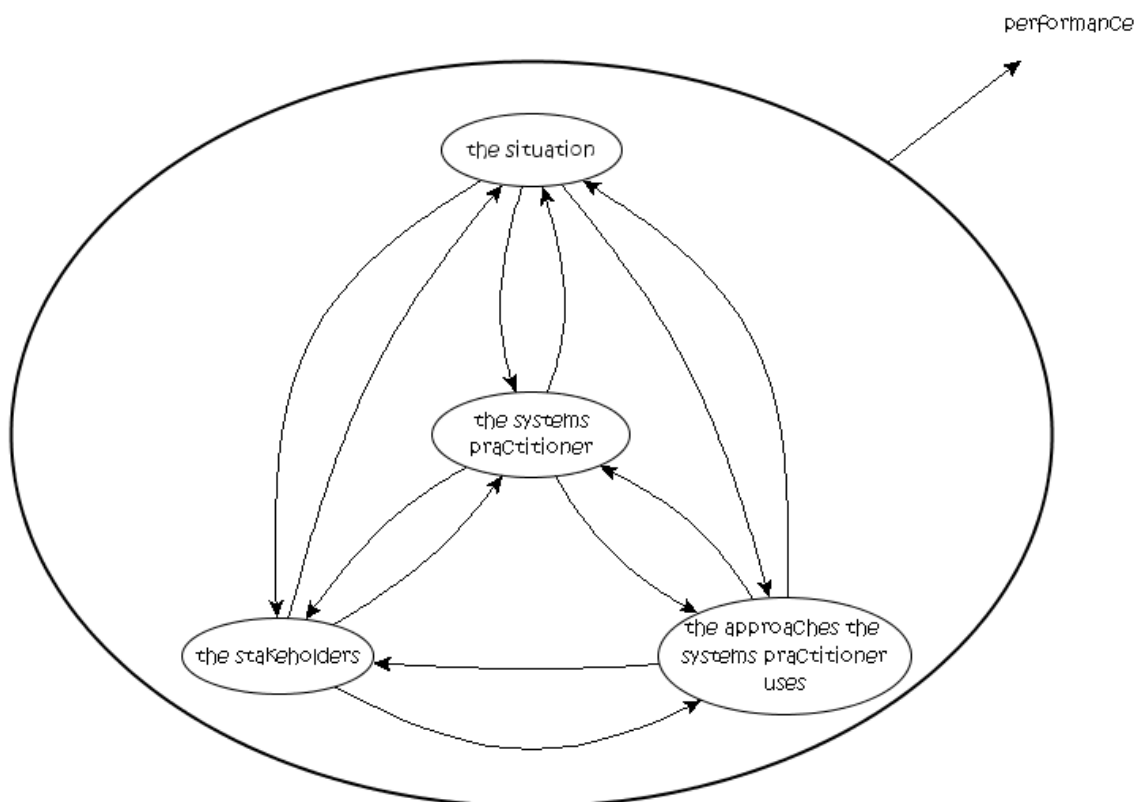 performance
the situation
the systems
practitioner
the stakeholders
the approaches the
systems practitioner
uses